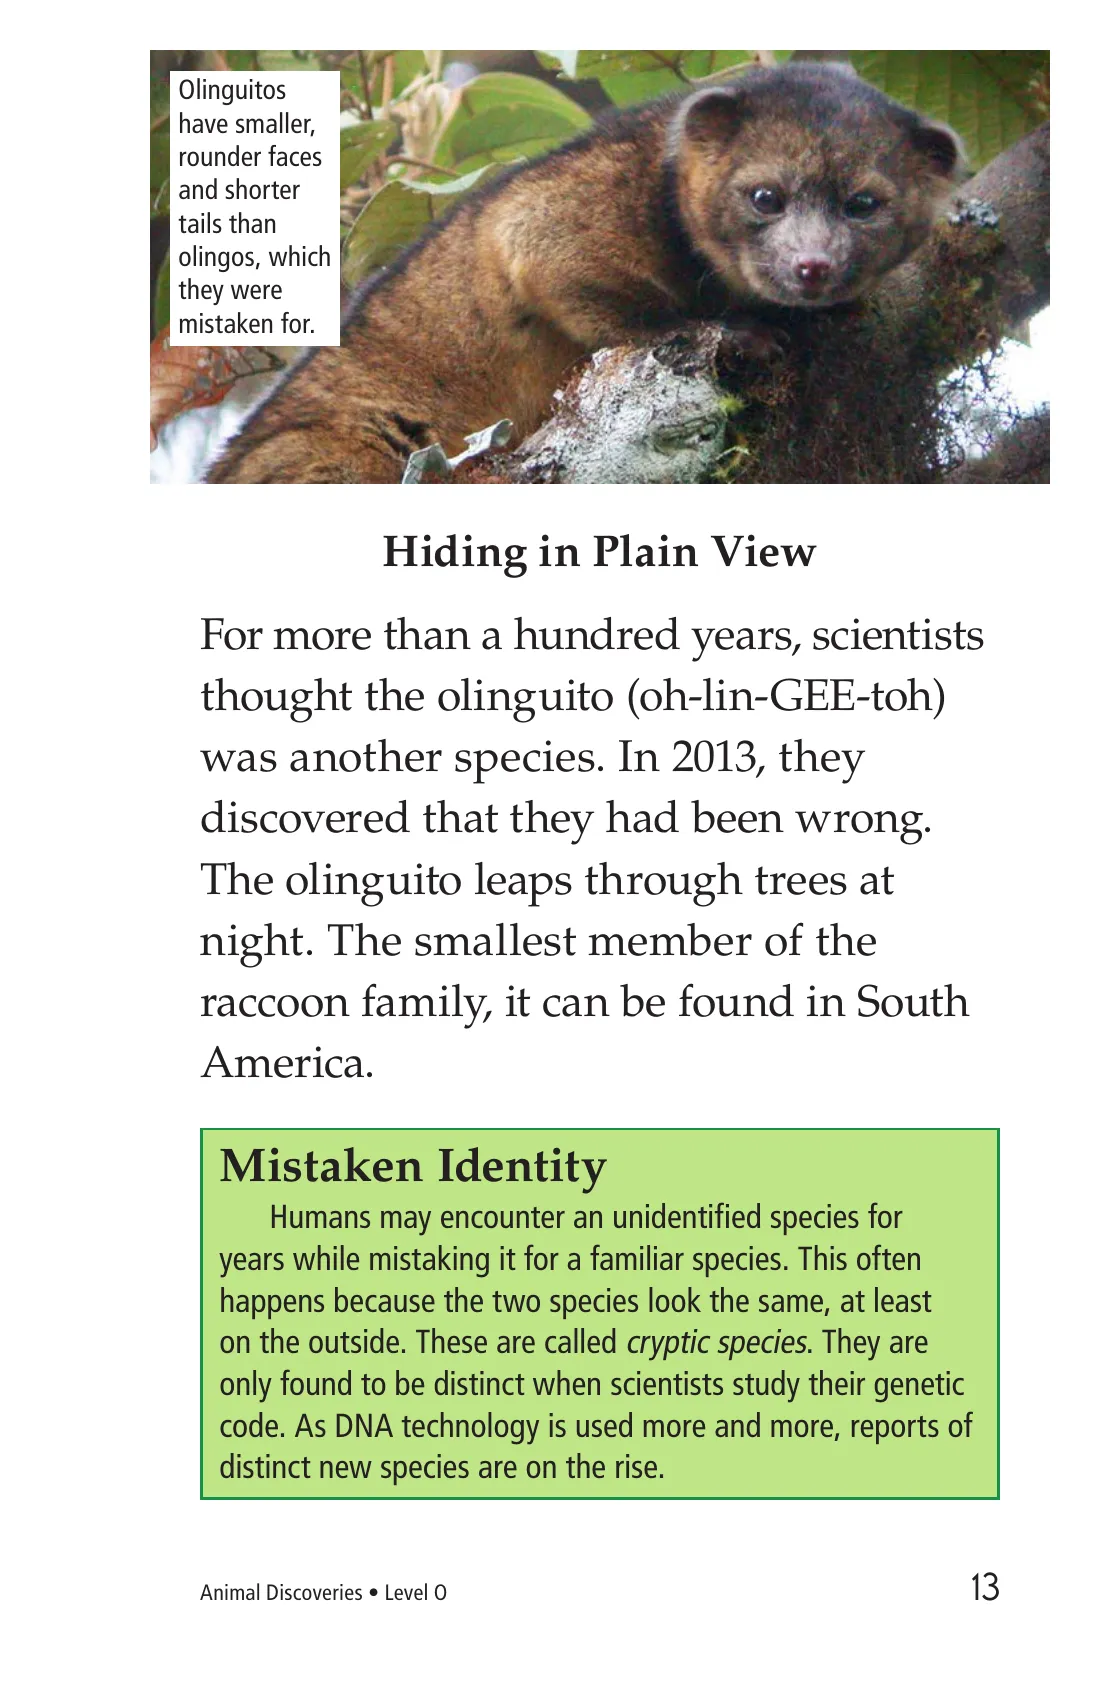 Olinguitos
have smaller,
rounder faces
and shorter
tails than
olingos, which
they were
mistaken for.
Hiding in Plain View
For more than a hundred years, scientists
thought the olinguito (oh-lin-GEE-toh)
was another species. In 2013, they
discovered that they had been wrong.
The olinguito leaps through trees at
night. The smallest member of the
raccoon family, it can be found in South
America.
Mistaken Identity
Humans may encounter an unidentified species for
years while mistaking it for a familiar species. This often
happens because the two species look the same, at least
on the outside. These are called cryptic species. They are
only found to be distinct when scientists study their genetic
code. As DNA technology is used more and more, reports of
distinct new species are on the rise.
Animal Discoveries • Level O
13